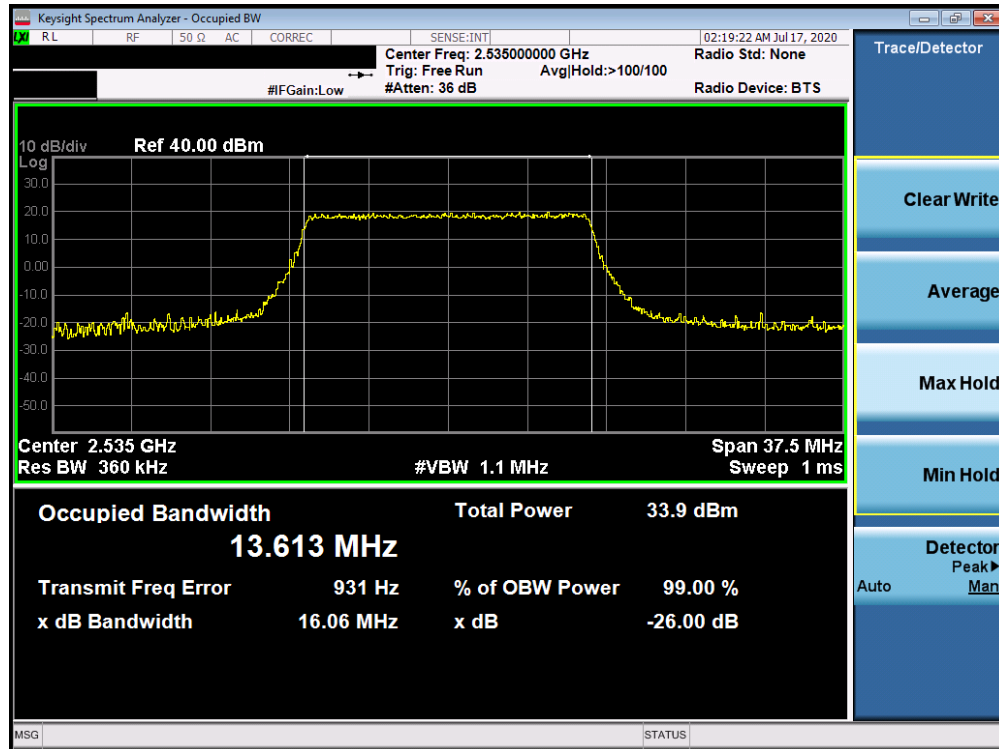 Keysight Spectrum Analyzer - Occupied BW
LXI RL RF 50 Ω AC CORREC SENSE:INT 02:19:22 AM Jul 17, 2020
Center Freq: 2.535000000 GHz Radio Std: None
Trig: Free Run Avg|Hold:>100/100
#IFGain:Low #Atten: 36 dB Radio Device: BTS
10 dB/div Ref 40.00 dBm
Log
30.0
20.0
10.0
0.00
-10.0
-20.0
-30.0
-40.0
-50.0
Center 2.535 GHz Span 37.5 MHz
Res BW 360 kHz #VBW 1.1 MHz Sweep 1 ms
Occupied Bandwidth Total Power 33.9 dBm
13.613 MHz
Transmit Freq Error 931 Hz % of OBW Power 99.00 %
x dB Bandwidth 16.06 MHz x dB -26.00 dB
MSG STATUS
Trace/Detector
Clear Write
Average
Max Hold
Min Hold
Detector
Peak▶
Auto Man